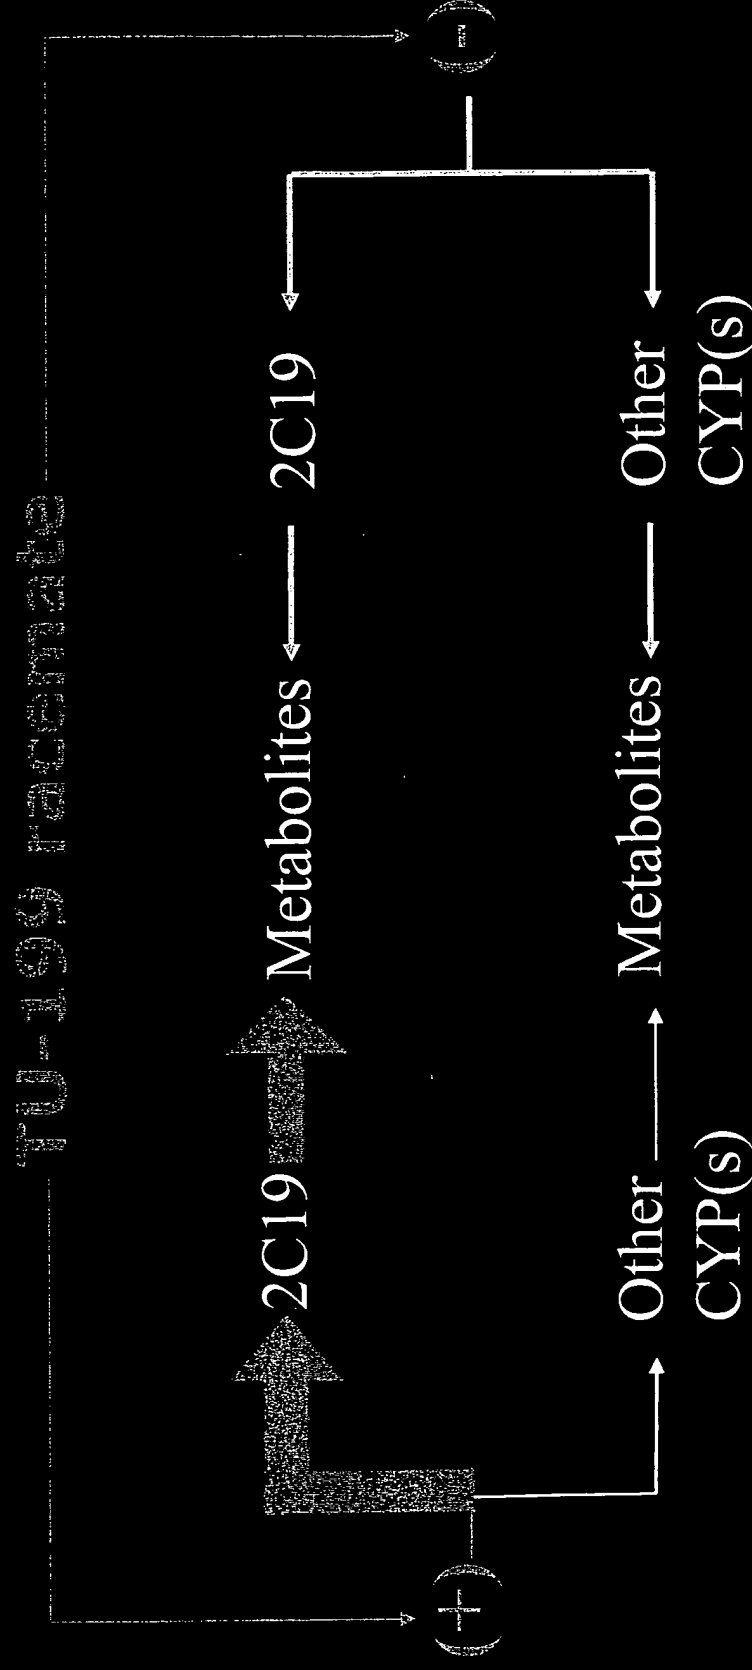 TU-199 racemate
(+)
(-)
2C19
Metabolites
2C19
Other
CYP(s)
Metabolites
Other
CYP(s)